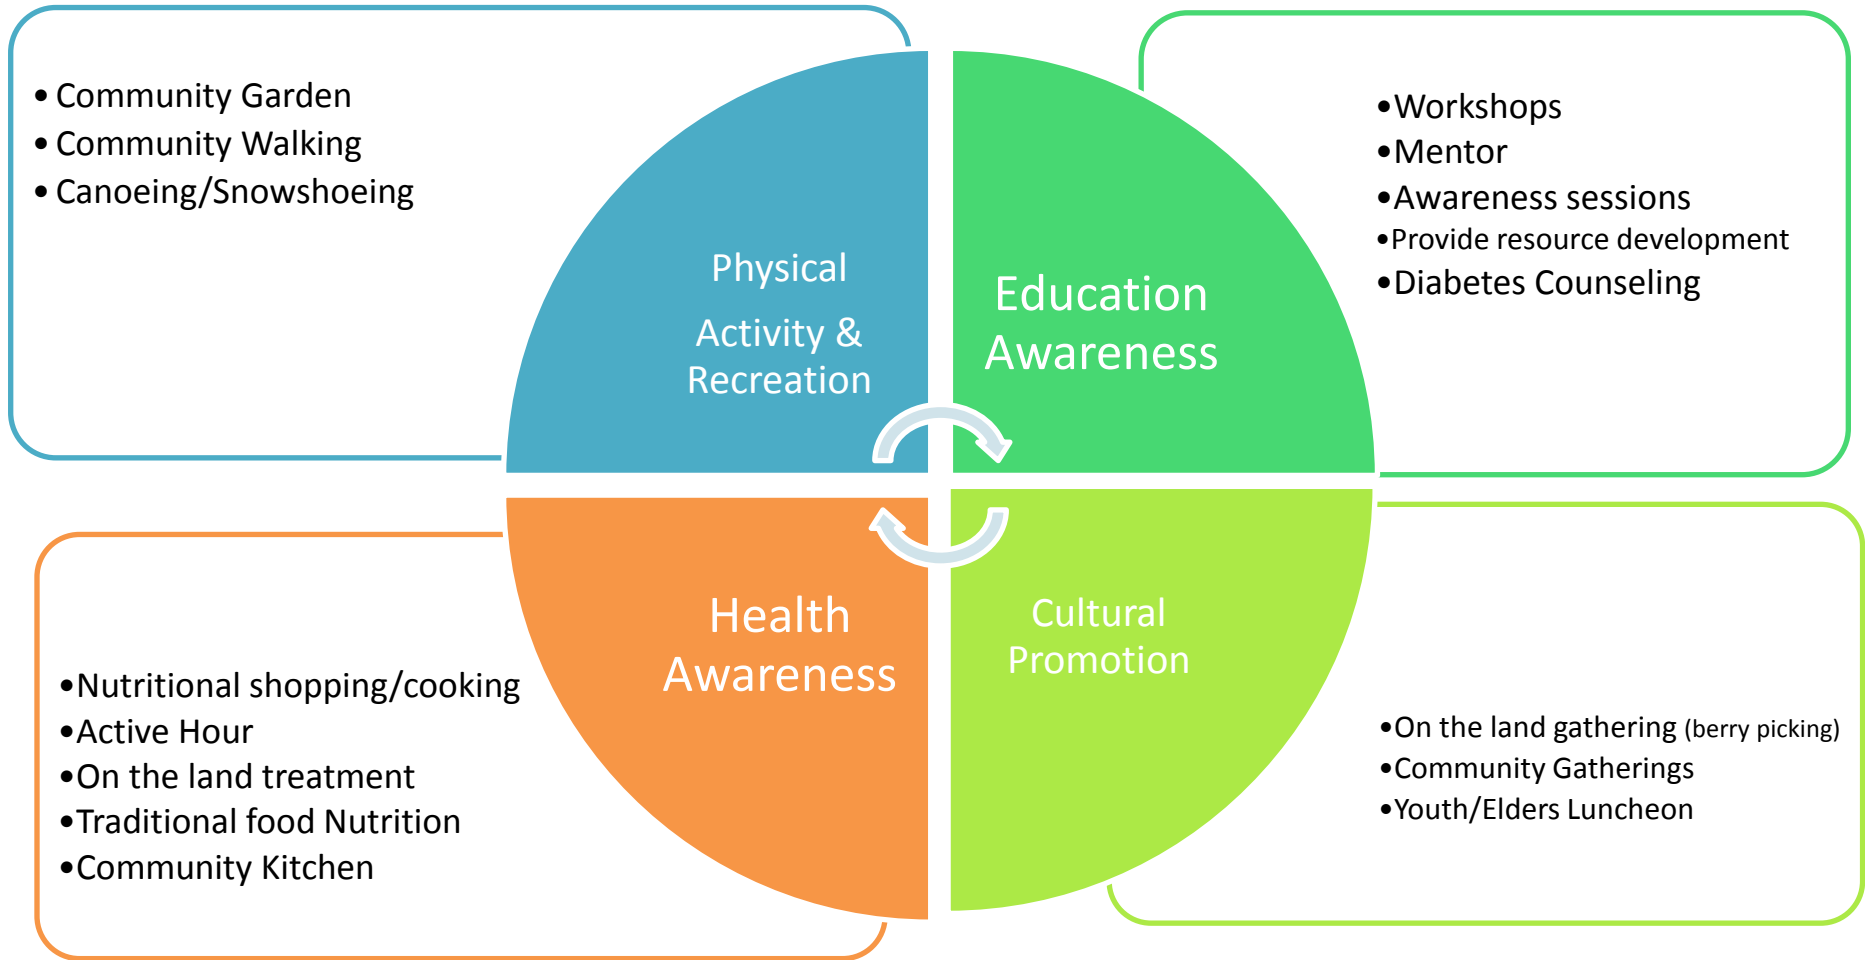 • Community Garden
• Community Walking
• Canoeing/Snowshoeing
Physical
Activity &
Recreation
Education
Awareness
•Workshops
•Mentor
•Awareness sessions
•Provide resource development
•Diabetes Counseling
Health
Awareness
•Nutritional shopping/cooking
•Active Hour
•On the land treatment
•Traditional food Nutrition
•Community Kitchen
Cultural
Promotion
•On the land gathering (berry picking)
•Community Gatherings
•Youth/Elders Luncheon